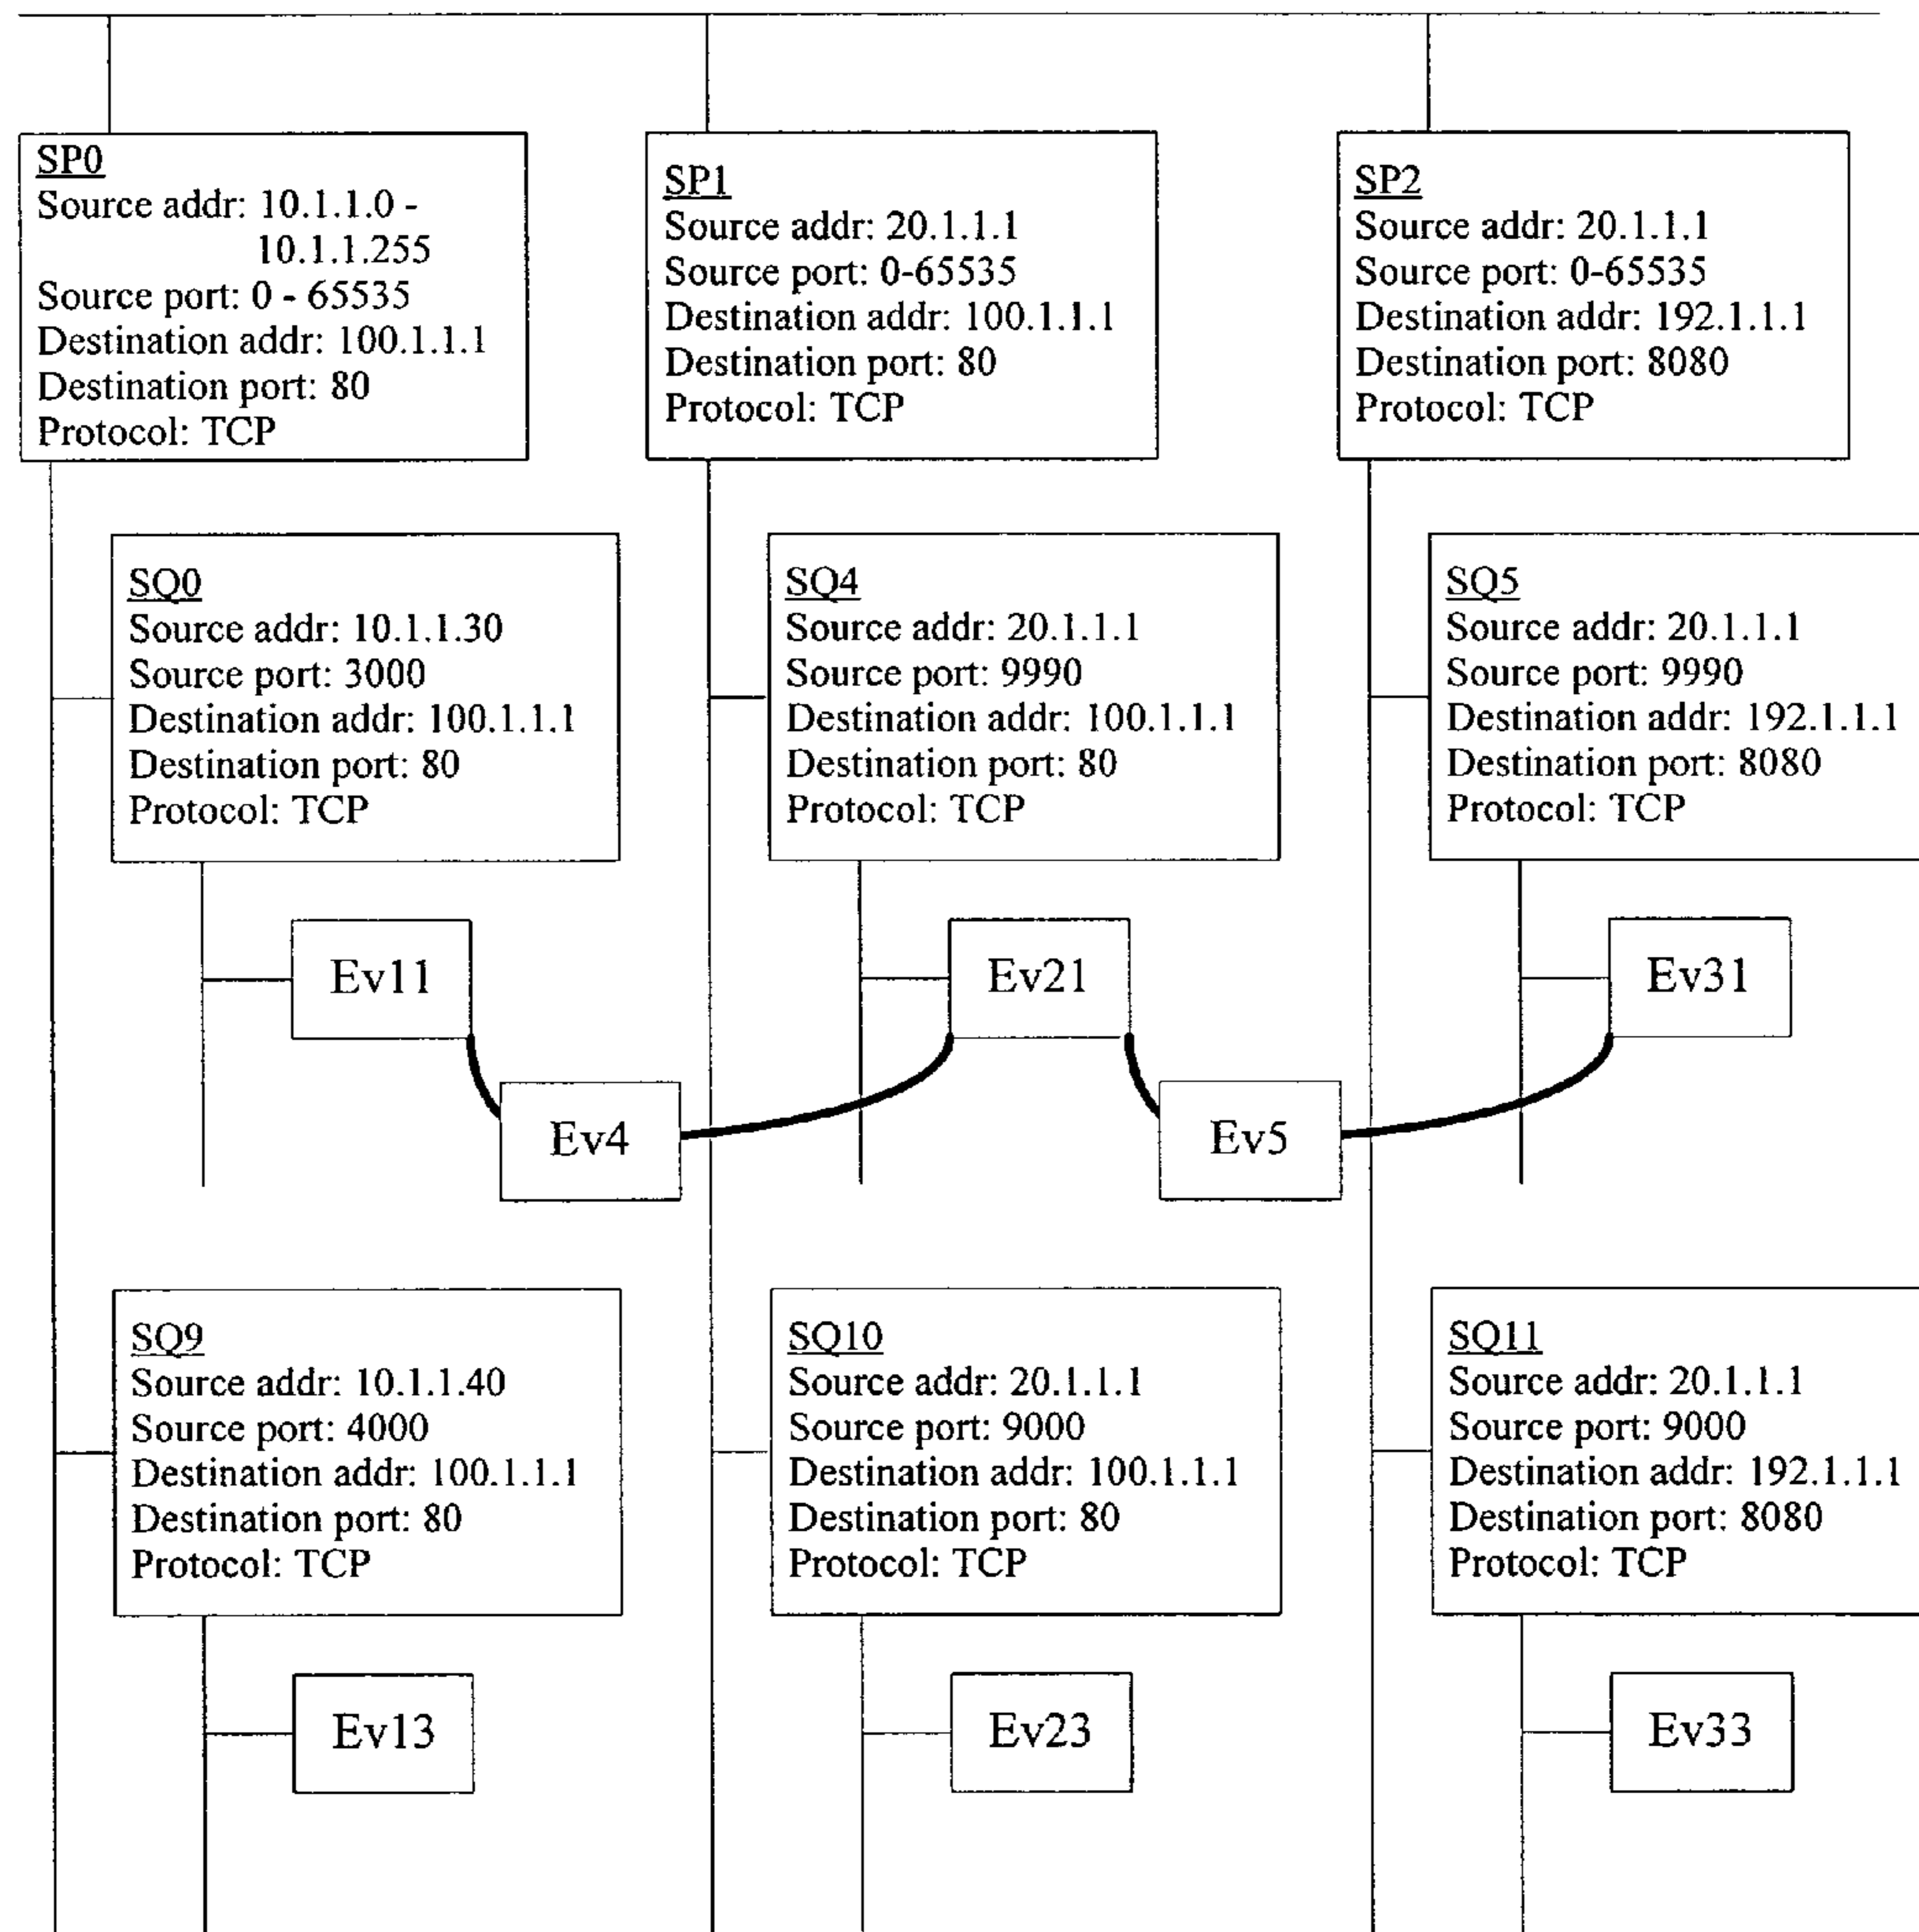 SP0
Source addr: 10.1.1.0 -
10.1.1.255
Source port: 0 - 65535
Destination addr: 100.1.1.1
Destination port: 80
Protocol: TCP
SP1
Source addr: 20.1.1.1
Source port: 0-65535
Destination addr: 100.1.1.1
Destination port: 80
Protocol: TCP
SP2
Source addr: 20.1.1.1
Source port: 0-65535
Destination addr: 192.1.1.1
Destination port: 8080
Protocol: TCP
SQ0
Source addr: 10.1.1.30
Source port: 3000
Destination addr: 100.1.1.1
Destination port: 80
Protocol: TCP
SQ4
Source addr: 20.1.1.1
Source port: 9990
Destination addr: 100.1.1.1
Destination port: 80
Protocol: TCP
SQ5
Source addr: 20.1.1.1
Source port: 9990
Destination addr: 192.1.1.1
Destination port: 8080
Protocol: TCP
Ev11
Ev21
Ev31
Ev4
Ev5
SQ9
Source addr: 10.1.1.40
Source port: 4000
Destination addr: 100.1.1.1
Destination port: 80
Protocol: TCP
SQ10
Source addr: 20.1.1.1
Source port: 9000
Destination addr: 100.1.1.1
Destination port: 80
Protocol: TCP
SQ11
Source addr: 20.1.1.1
Source port: 9000
Destination addr: 192.1.1.1
Destination port: 8080
Protocol: TCP
Ev13
Ev23
Ev33